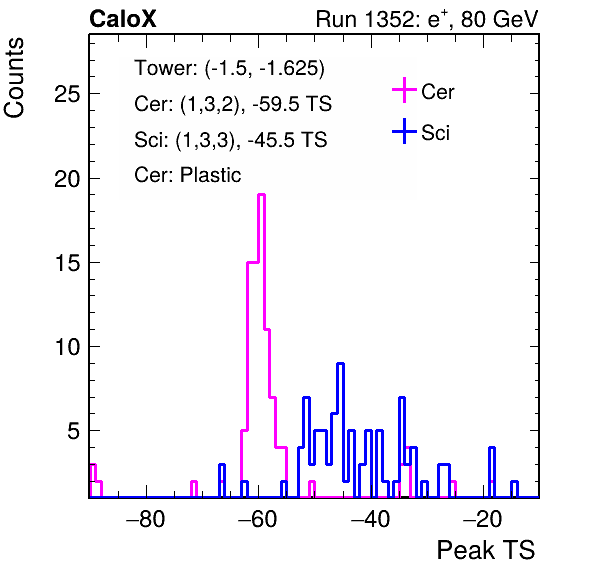 CaloX Run 1352: e⁺, 80 GeV
Tower: (-1.5, -1.625)
Cer: (1,3,2), -59.5 TS
Sci: (1,3,3), -45.5 TS
Cer: Plastic
Cer
Sci
Counts
25
20
15
10
5
−80 −60 −40 −20
Peak TS